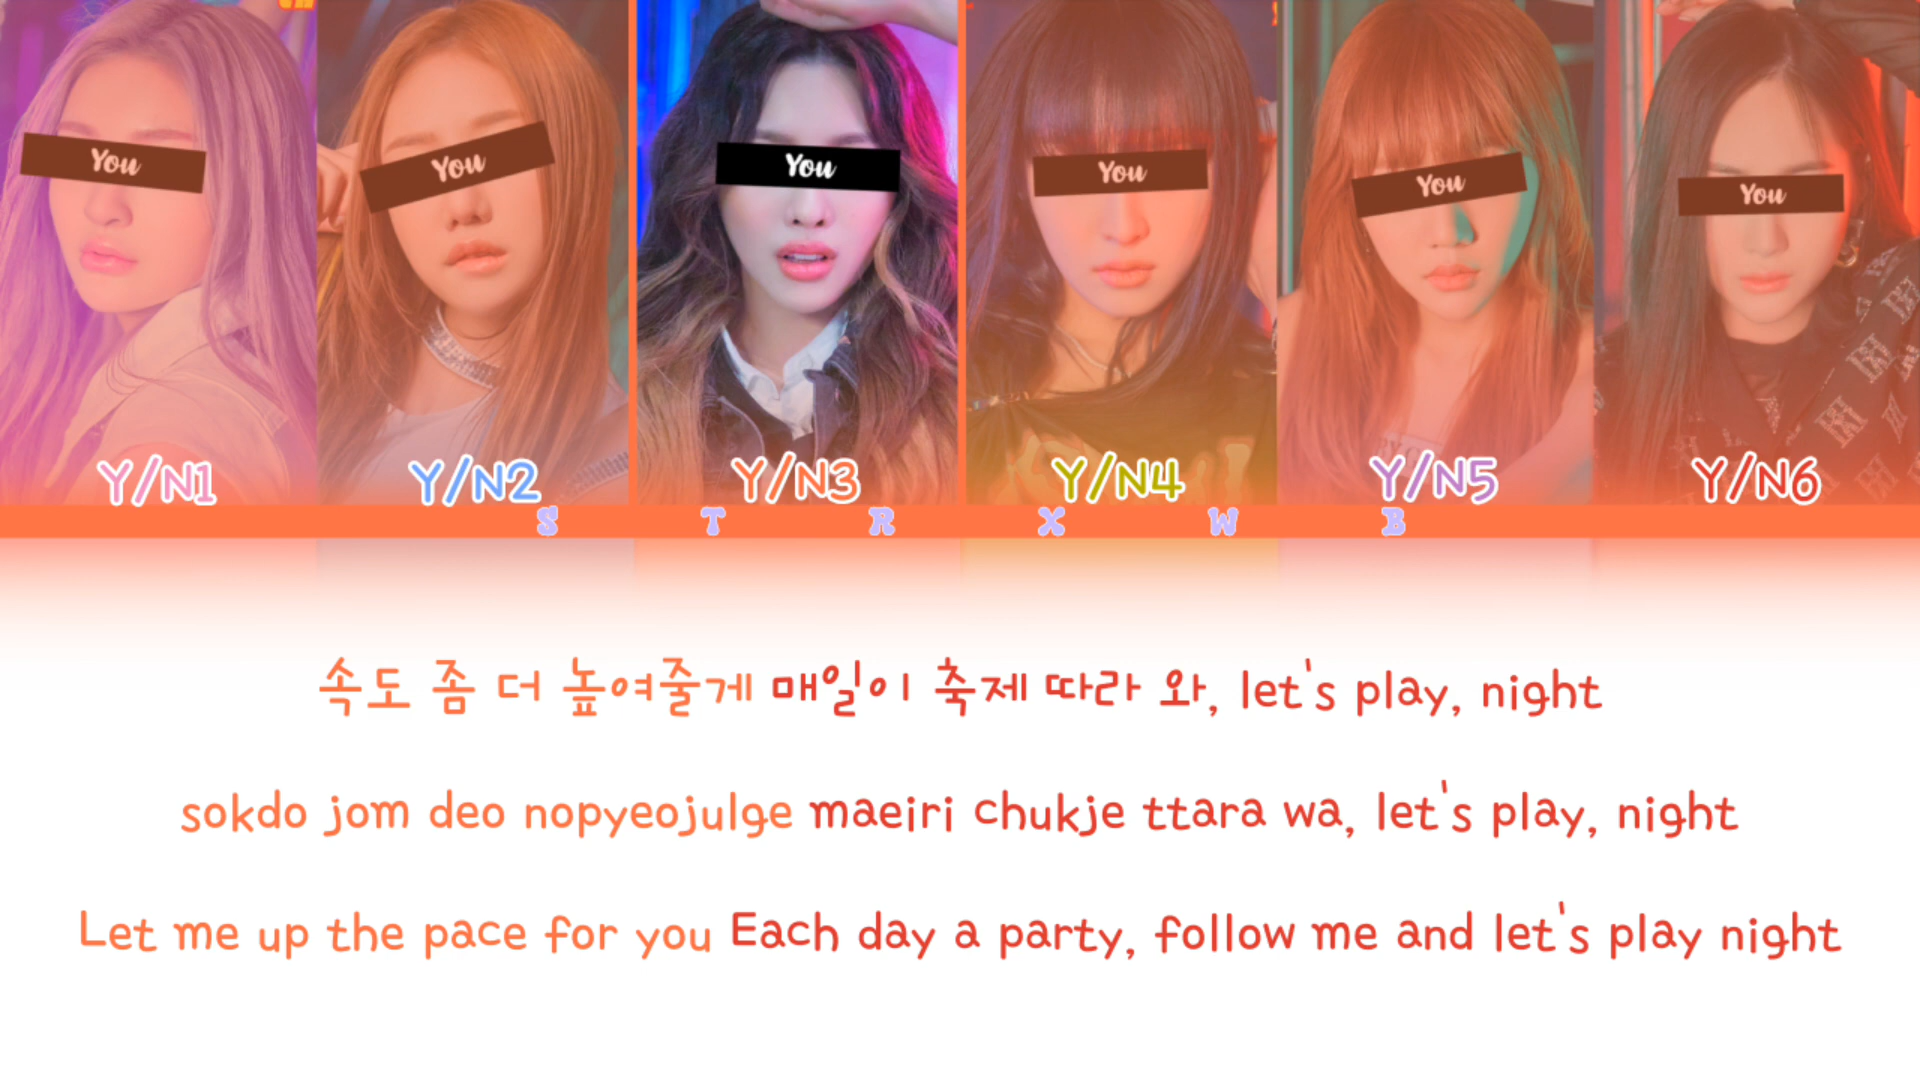 You You You You You You
Y/N1 Y/N2 Y/N3 Y/N4 Y/N5 Y/N6
S T R X W B
속도 좀 더 높여줄게 매일이 축제 따라 와, let's play, night
sokdo jom deo nopyeojulge maeiri chukje ttara wa, let's play, night
Let me up the pace for you Each day a party, follow me and let's play night